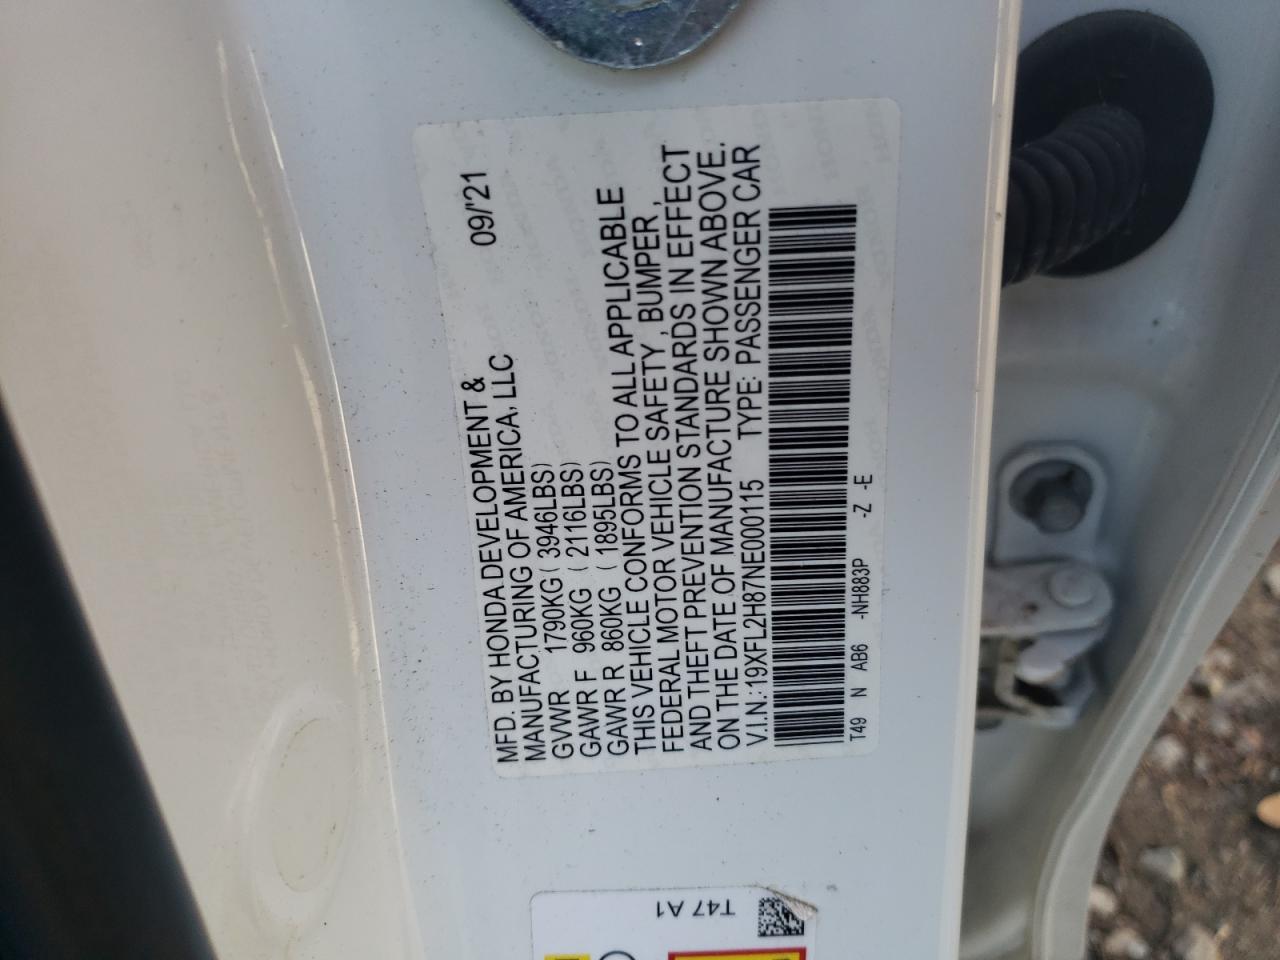 MFD. BY HONDA DEVELOPMENT & 09/'21
MANUFACTURING OF AMERICA, LLC
GVWR 1790KG ( 3946LBS)
GAWR F 960KG ( 2116LBS)
GAWR R 860KG ( 1895LBS)
THIS VEHICLE CONFORMS TO ALL APPLICABLE
FEDERAL MOTOR VEHICLE SAFETY , BUMPER ,
AND THEFT PREVENTION STANDARDS IN EFFECT
ON THE DATE OF MANUFACTURE SHOWN ABOVE.
V.I.N.:19XFL2H87NE000115 TYPE: PASSENGER CAR
T49 N AB6 -NH883P -Z -E
T47 A1